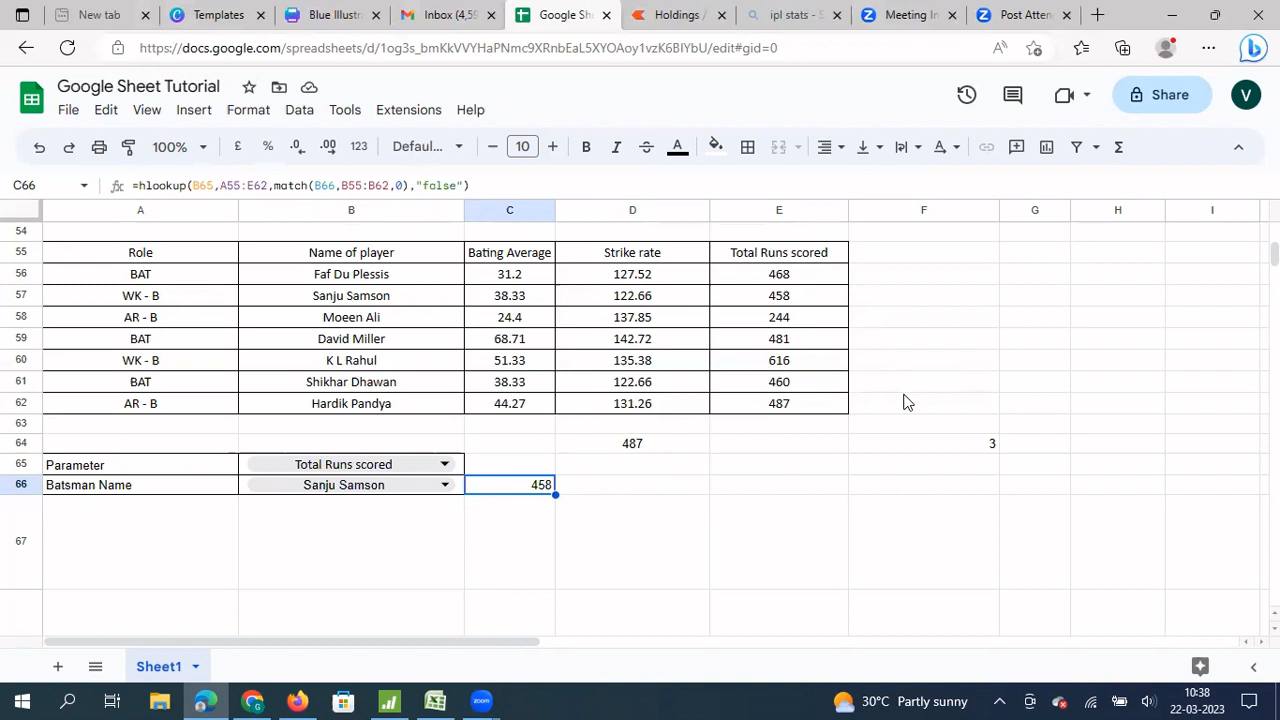 New tab
Templates
Blue Illustr
Inbox (4,59
Google She
Holdings /
ipl stats - S
Meeting In
Post Atten
https://docs.google.com/spreadsheets/d/1og3s_bmKkVVYHaPNmc9XRnbEaL5XYOAoy1vzK6BIYbU/edit#gid=0
Google Sheet Tutorial
File Edit View Insert Format Data Tools Extensions Help
Share
V
100% £ % .0 .00 123 Defaul... 10 B I A Σ
C66 fx =hlookup(B65,A55:E62,match(B66,B55:B62,0),"false")
A B C D E F G H I
54
55 Role Name of player Bating Average Strike rate Total Runs scored
56 BAT Faf Du Plessis 31.2 127.52 468
57 WK - B Sanju Samson 38.33 122.66 458
58 AR - B Moeen Ali 24.4 137.85 244
59 BAT David Miller 68.71 142.72 481
60 WK - B K L Rahul 51.33 135.38 616
61 BAT Shikhar Dhawan 38.33 122.66 460
62 AR - B Hardik Pandya 44.27 131.26 487
63
64 487 3
65 Parameter Total Runs scored
66 Batsman Name Sanju Samson 458
67
Sheet1
30°C Partly sunny
10:38
22-03-2023
zoom